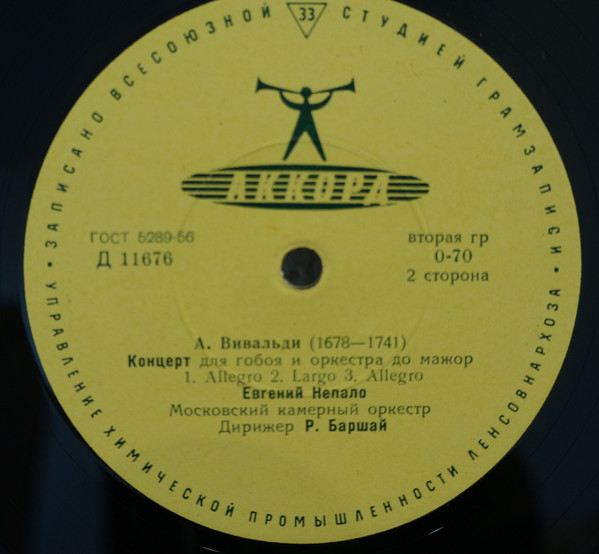 ЗАПИСАНО ВСЕСОЮЗНОЙ СТУДИЕЙ ГРАМЗАПИСИ
33
АККОРД
ГОСТ 5289-56
Д 11676
вторая гр
0-70
2 сторона
А. Вивальди (1678—1741)
Концерт для гобоя и оркестра до мажор
1. Allegro 2. Largo 3. Allegro
Евгений Непало
Московский камерный оркестр
Дирижер Р. Баршай
УПРАВЛЕНИЕ ХИМИЧЕСКОЙ ПРОМЫШЛЕННОСТИ ЛЕНСОВНАРХОЗА